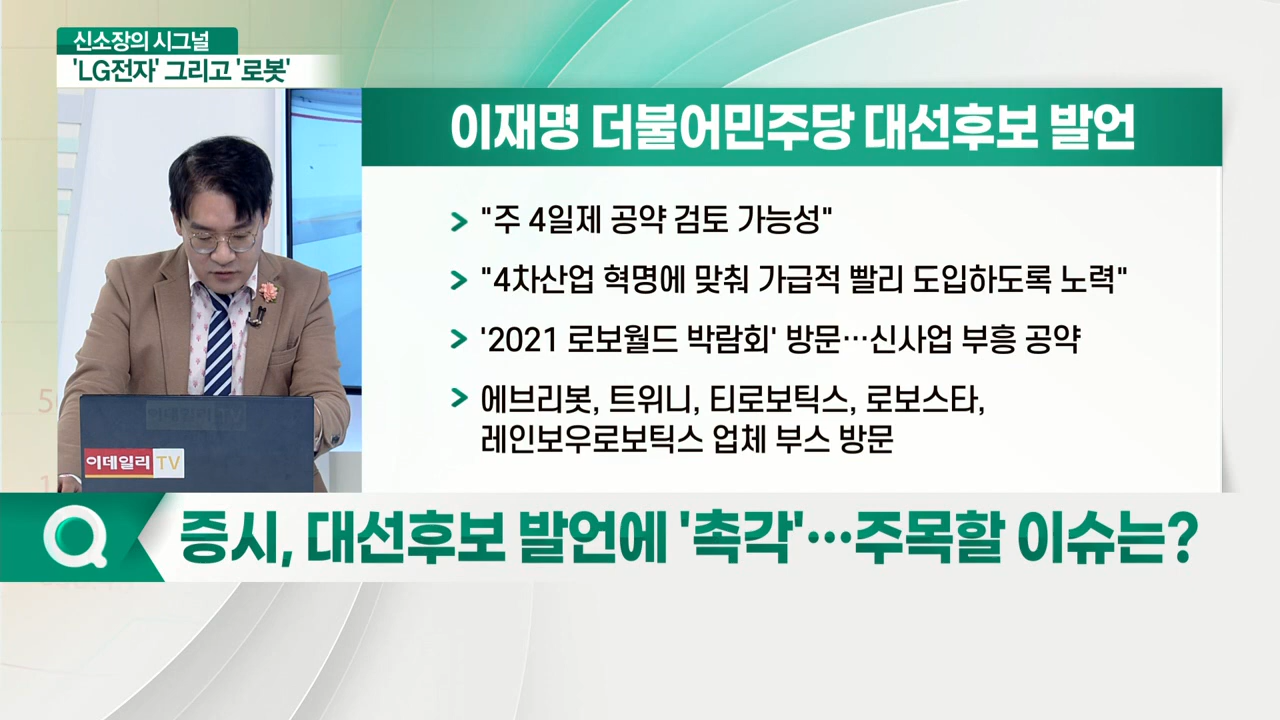 신소장의 시그널
'LG전자' 그리고 '로봇'
이재명 더불어민주당 대선후보 발언
"주 4일제 공약 검토 가능성"
"4차산업 혁명에 맞춰 가급적 빨리 도입하도록 노력"
'2021 로보월드 박람회' 방문…신사업 부흥 공약
에브리봇, 트위니, 티로보틱스, 로보스타,
레인보우로보틱스 업체 부스 방문
이데일리 TV
이데일리TV
Q 증시, 대선후보 발언에 '촉각'…주목할 이슈는?